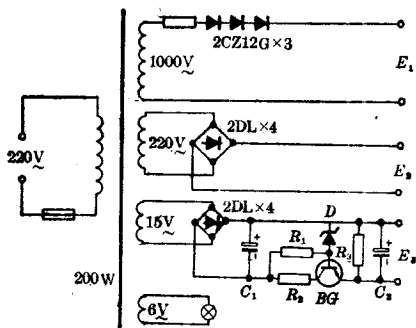 2CZ12G×3
1000V~
E₁
2DL×4
220V~
220V~
E₂
2DL×4
15V~
D
R₁
R₃
E₃
C₁
R₂
BG
C₂
200W
6V~